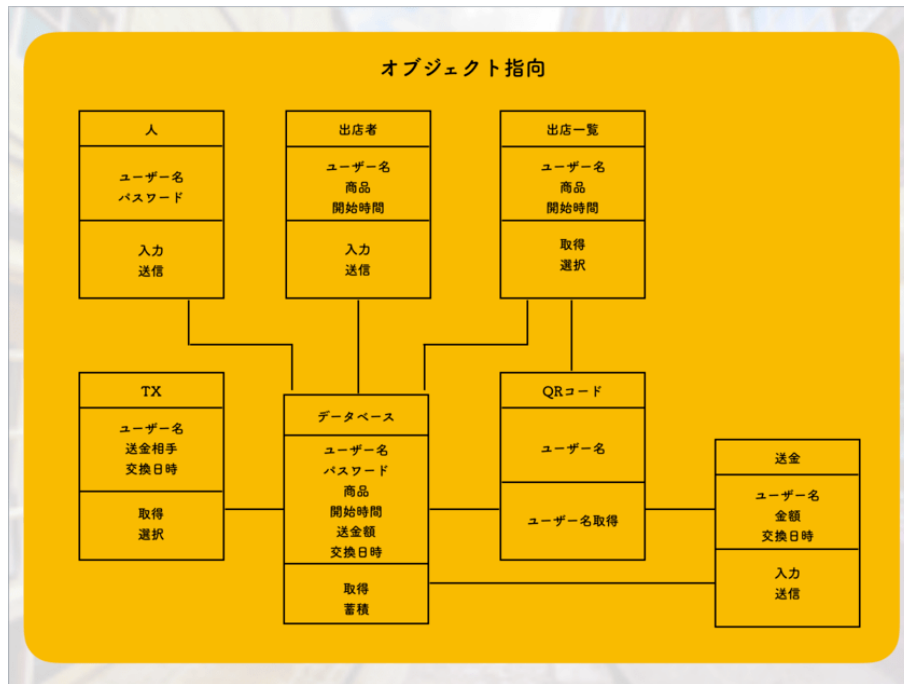 オブジェクト指向
人
ユーザー名
パスワード
入力
送信
出店者
ユーザー名
商品
開始時間
入力
送信
出店一覧
ユーザー名
商品
開始時間
取得
選択
TX
ユーザー名
送金相手
交換日時
取得
選択
データベース
ユーザー名
パスワード
商品
開始時間
送金額
交換日時
取得
蓄積
QRコード
ユーザー名
ユーザー名取得
送金
ユーザー名
金額
交換日時
入力
送信